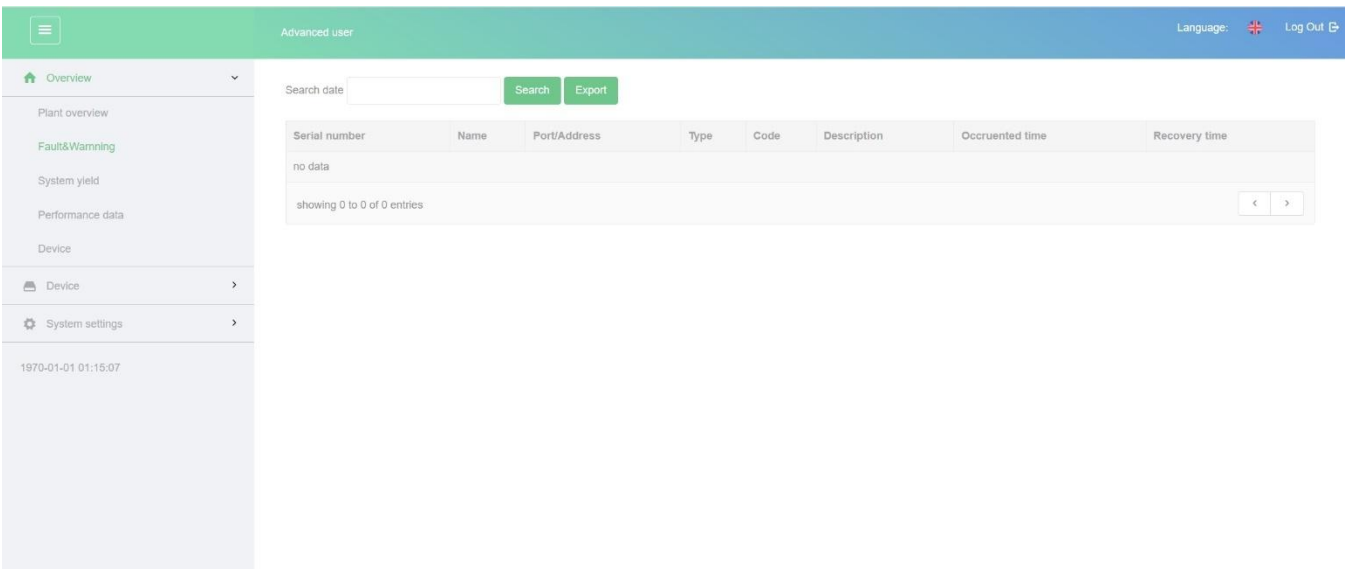 Advanced user
Language:
Log Out
Overview
Plant overview
Fault&Warnning
System yield
Performance data
Device
Device
System settings
1970-01-01 01:15:07
Search date Search Export
Serial number Name Port/Address Type Code Description Occruented time Recovery time
no data
showing 0 to 0 of 0 entries